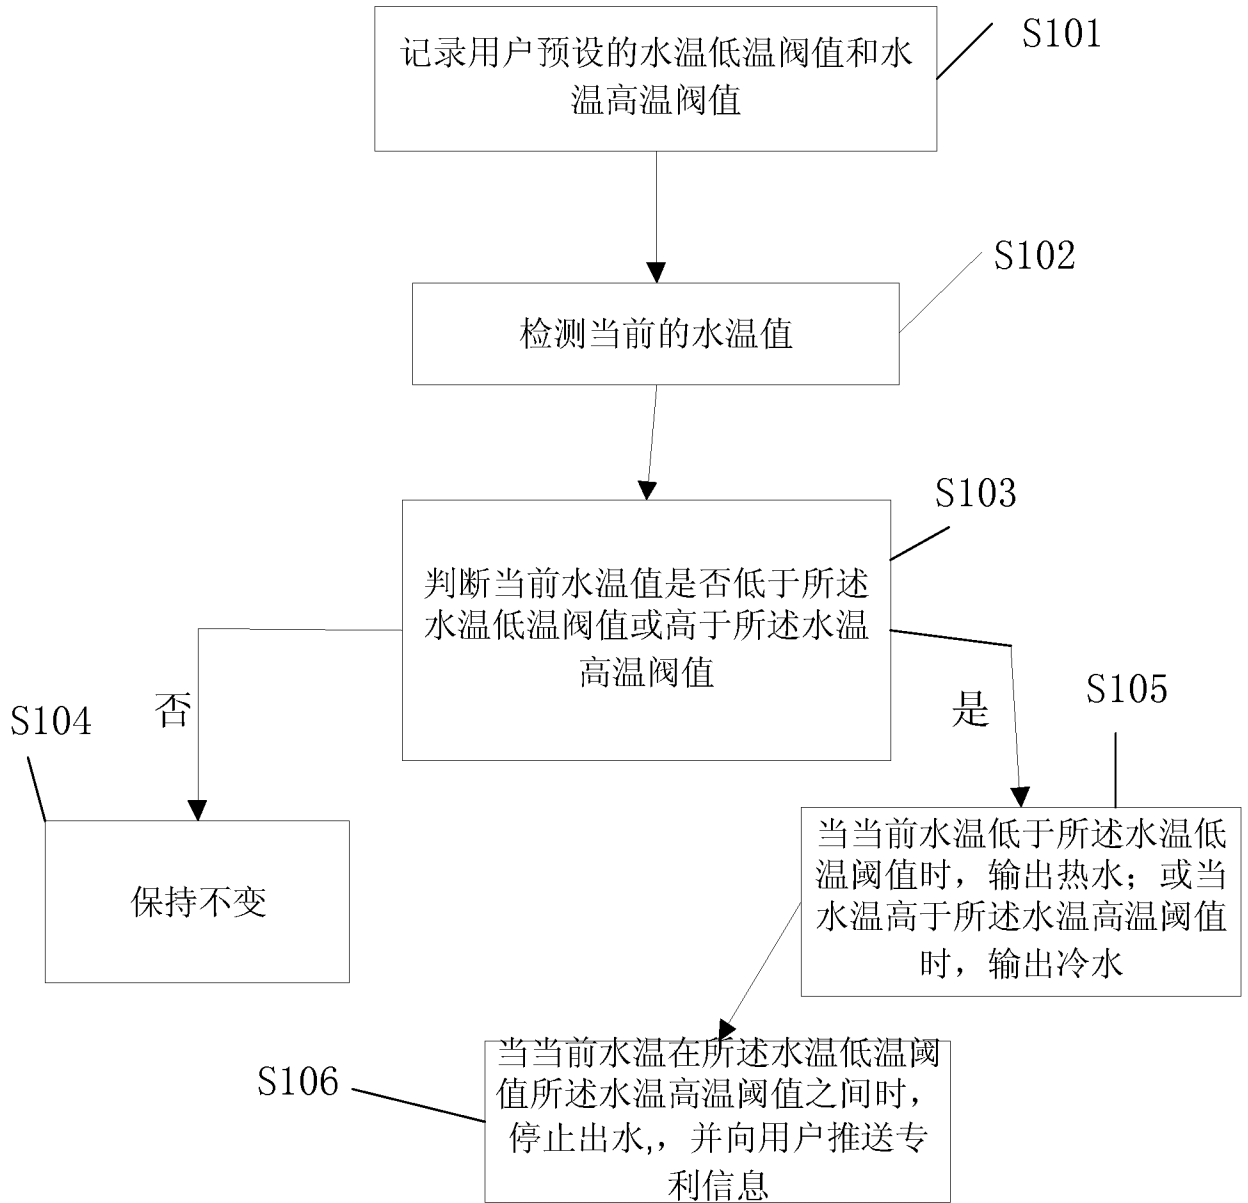 记录用户预设的水温低温阀值和水
温高温阀值
S101
检测当前的水温值
S102
S103
判断当前水温值是否低于所述
水温低温阀值或高于所述水温
高温阀值
否
是
S104
S105
保持不变
当当前水温低于所述水温低
温阈值时，输出热水；或当
水温高于所述水温高温阈值
时，输出冷水
S106
当当前水温在所述水温低温阈
值所述水温高温阈值之间时，
停止出水,，并向用户推送专
利信息